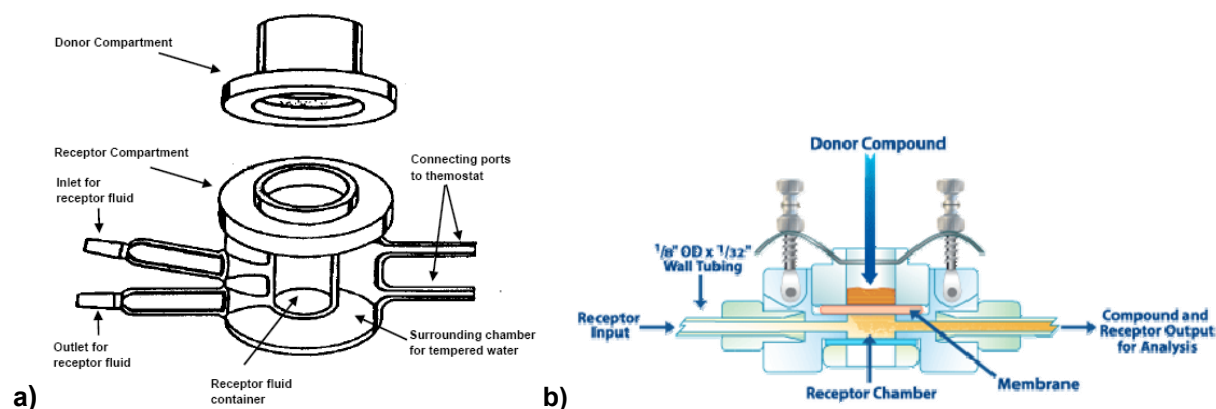 Donor Compartment
Receptor Compartment
Inlet for
receptor fluid
Connecting ports
to themostat
Outlet for
receptor fluid
Receptor fluid
container
Surrounding chamber
for tempered water
a)
Donor Compound
1/8" OD x 1/32"
Wall Tubing
Receptor
Input
Compound and
Receptor Output
for Analysis
Membrane
Receptor Chamber
b)